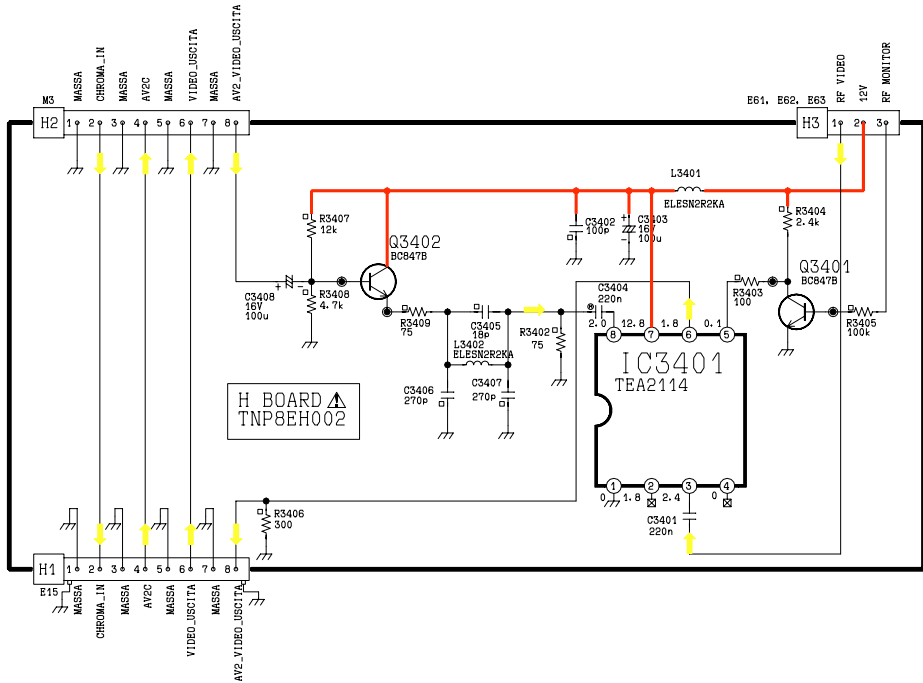 MASSA
CHROMA_IN
MASSA
AV2C
MASSA
VIDEO_USCITA
MASSA
AV2_VIDEO_USCITA
M3
H2
1 2 3 4 5 6 7 8
E61. E62. E63
RF VIDEO
12V
RF MONITOR
H3
1 2 3
L3401
ELESN2R2KA
R3407
12k
Q3402
BC847B
C3402
100p
C3403
16V
100u
R3404
2.4k
Q3401
BC847B
C3408
16V
100u
R3408
4.7k
R3409
75
C3405
18p
L3402
ELESN2R2KA
R3402
75
C3404
220n
R3403
100
R3405
100k
C3406
270p
C3407
270p
2.0 12.8 1.8 0.1
8 7 6 5
IC3401
TEA2114
H BOARD
TNP8EH002
1 2 3 4
0 1.8 2.4 0
C3401
220n
R3406
300
H1
1 2 3 4 5 6 7 8
E15
MASSA
CHROMA_IN
MASSA
AV2C
MASSA
VIDEO_USCITA
MASSA
AV2_VIDEO_USCITA